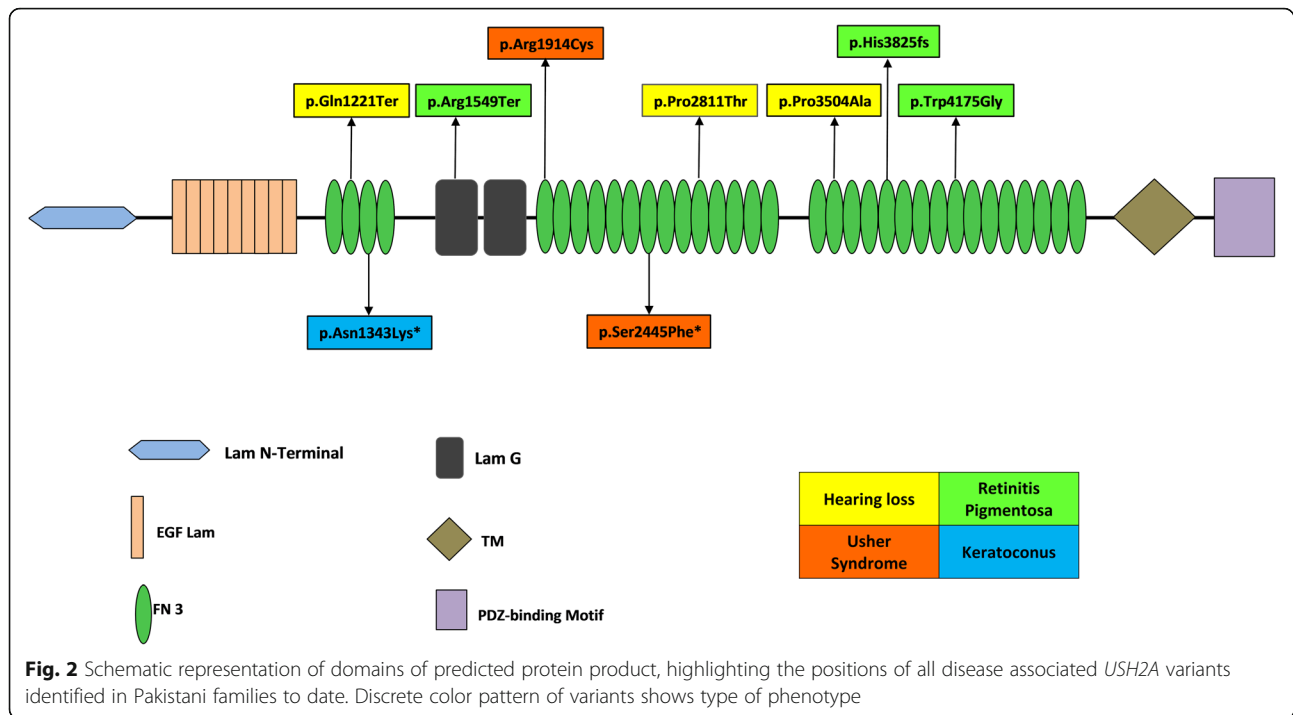 p.Arg1914Cys
p.His3825fs
p.Gln1221Ter
p.Arg1549Ter
p.Pro2811Thr
p.Pro3504Ala
p.Trp4175Gly
p.Asn1343Lys*
p.Ser2445Phe*
Lam N-Terminal
Lam G
EGF Lam
TM
FN 3
PDZ-binding Motif
Hearing loss
Retinitis
Pigmentosa
Usher
Syndrome
Keratoconus
Fig. 2 Schematic representation of domains of predicted protein product, highlighting the positions of all disease associated USH2A variants
identified in Pakistani families to date. Discrete color pattern of variants shows type of phenotype